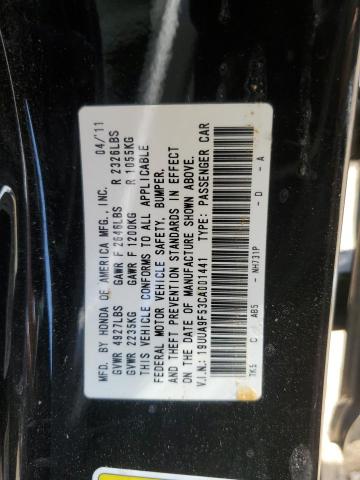 MFD. BY HONDA OF AMERICA MFG., INC. 04/11
GVWR 4927LBS GAWR F 2646LBS R 2326LBS
GVWR 2235KG GAWR F 1200KG R 1055KG
THIS VEHICLE CONFORMS TO ALL APPLICABLE
FEDERAL MOTOR VEHICLE SAFETY, BUMPER,
AND THEFT PREVENTION STANDARDS IN EFFECT
ON THE DATE OF MANUFACTURE SHOWN ABOVE.
V.I.N.: 19UUA9F53CA001441 TYPE: PASSENGER CAR
TK5 C AB5 - NH731P - D - A